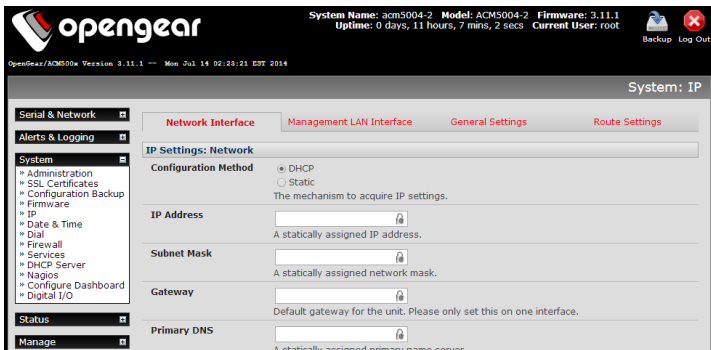 opengear
System Name: acm5004-2 Model: ACM5004-2 Firmware: 3.11.1
Uptime: 0 days, 11 hours, 7 mins, 2 secs Current User: root
Backup Log Out
OpenGear/ACM500x Version 3.11.1 -- Mon Jul 14 02:23:21 EST 2014
System: IP
Serial & Network
Alerts & Logging
System
» Administration
» SSL Certificates
» Configuration Backup
» Firmware
» IP
» Date & Time
» Dial
» Firewall
» Services
» DHCP Server
» Nagios
» Configure Dashboard
» Digital I/O
Status
Manage
Network Interface Management LAN Interface General Settings Route Settings
IP Settings: Network
Configuration Method
DHCP
Static
The mechanism to acquire IP settings.
IP Address
A statically assigned IP address.
Subnet Mask
A statically assigned network mask.
Gateway
Default gateway for the unit. Please only set this on one interface.
Primary DNS
A statically assigned primary name server.